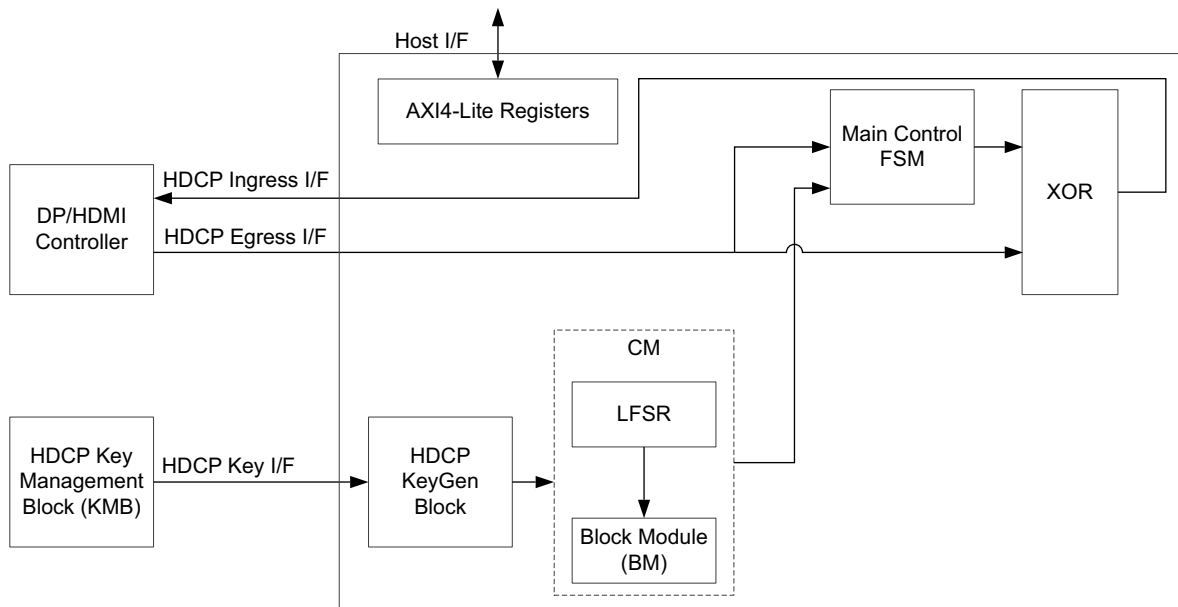 Host I/F
AXI4-Lite Registers
Main Control
FSM
XOR
HDCP Ingress I/F
DP/HDMI
Controller
HDCP Egress I/F
CM
LFSR
HDCP Key
Management
Block (KMB)
HDCP Key I/F
HDCP
KeyGen
Block
Block Module
(BM)